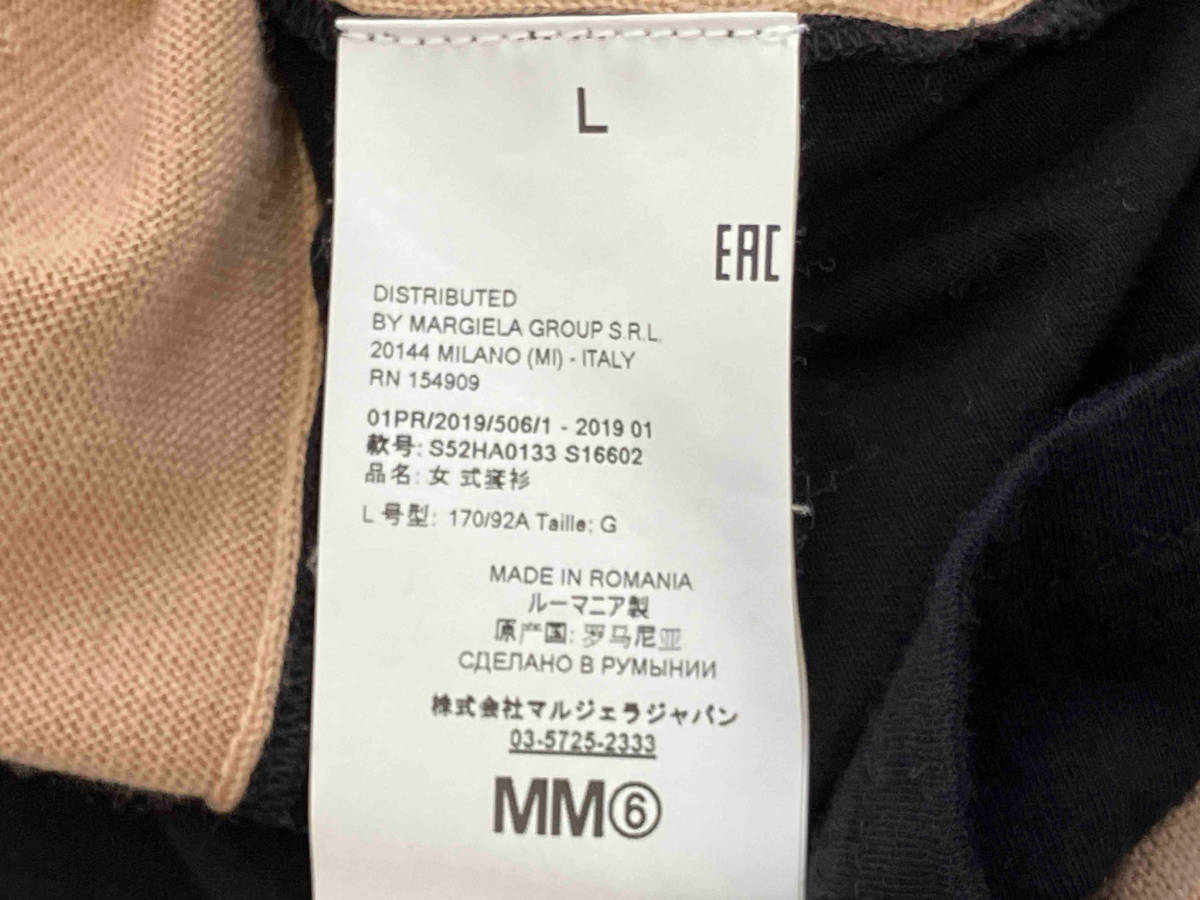 L
EAC
DISTRIBUTED
BY MARGIELA GROUP S.R.L.
20144 MILANO (MI) - ITALY
RN 154909
01PR/2019/506/1 - 2019 01
款号: S52HA0133 S16602
品名: 女 式套衫
L 号型: 170/92A Taille: G
MADE IN ROMANIA
ルーマニア製
原产国: 罗马尼亚
СДЕЛАНО В РУМЫНИИ
株式会社マルジェラジャパン
03-5725-2333
MM⑥